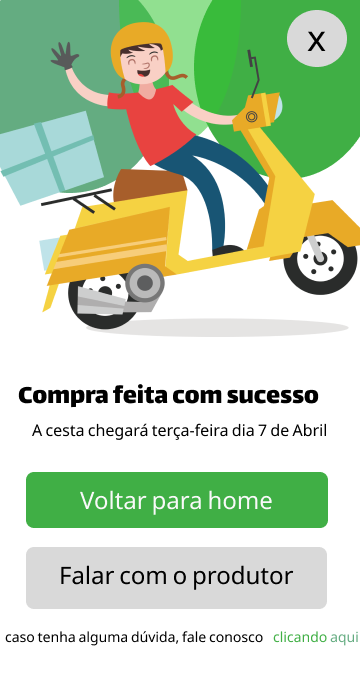 X
Compra feita com sucesso
A cesta chegará terça-feira dia 7 de Abril
Voltar para home
Falar com o produtor
caso tenha alguma dúvida, fale conosco clicando aqui